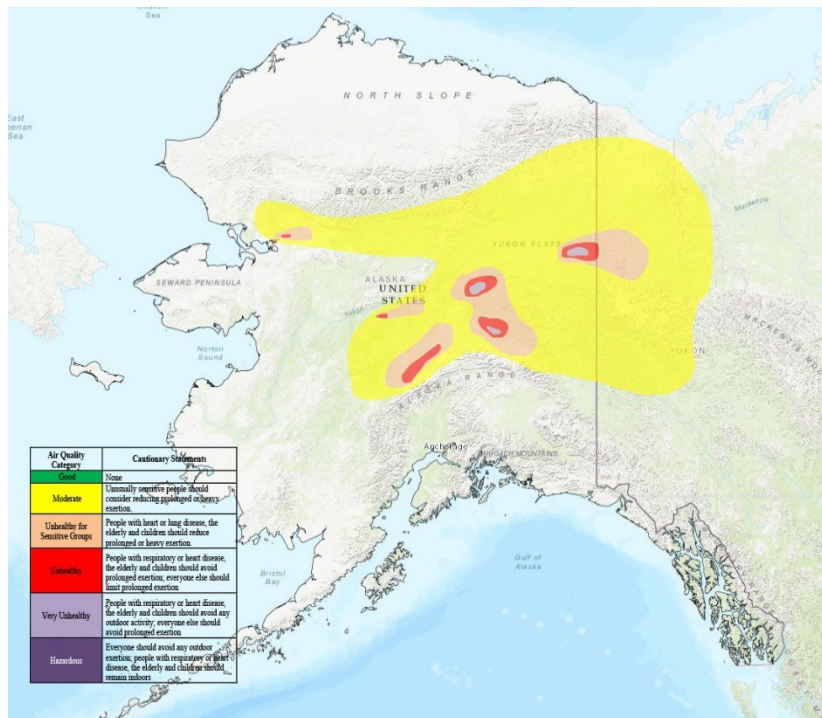 East
Sea
NORTH SLOPE
BROOKS RANGE
Mackenzie
YUKON FLATS
ALASKA
UNITED
STATES
SEWARD PENINSULA
Yukon
Norton
Sound
YUKON
MACKENZIE
ALASKA RANGE
Anchorage
CHUGACH MOUNTAINS
Gulf of
Alaska
Bristol
Bay
Air Quality
Category
Cautionary Statements
Good
None
Moderate
Unusually sensitive people should
consider reducing prolonged or heavy
exertion.
Unhealthy for
Sensitive Groups
People with heart or lung disease, the
elderly and children should reduce
prolonged or heavy exertion.
Unhealthy
People with respiratory or heart disease,
the elderly and children should avoid
prolonged exertion; everyone else should
limit prolonged exertion
Very Unhealthy
People with respiratory or heart disease,
the elderly and children should avoid any
outdoor activity; everyone else should
avoid prolonged exertion
Hazardous
Everyone should avoid any outdoor
exertion; people with respiratory or heart
disease, the elderly and children should
remain indoors